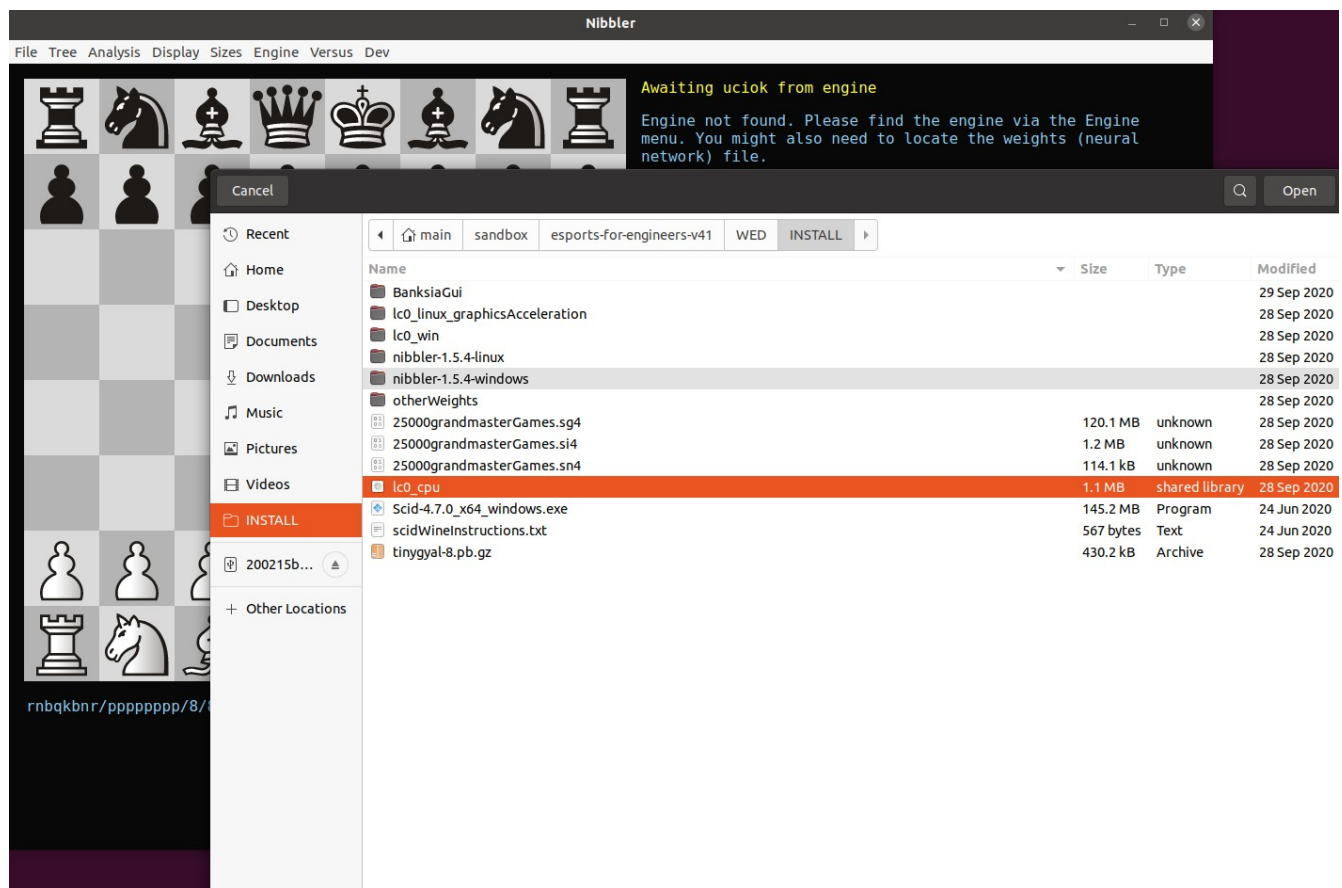 Nibbler
File Tree Analysis Display Sizes Engine Versus Dev
Awaiting uciok from engine
Engine not found. Please find the engine via the Engine
menu. You might also need to locate the weights (neural
network) file.
Cancel
Open
Recent
Home
Desktop
Documents
Downloads
Music
Pictures
Videos
INSTALL
200215b...
+ Other Locations
main sandbox esports-for-engineers-v41 WED INSTALL
Name Size Type Modified
BanksiaGui 29 Sep 2020
lc0_linux_graphicsAcceleration 28 Sep 2020
lc0_win 28 Sep 2020
nibbler-1.5.4-linux 28 Sep 2020
nibbler-1.5.4-windows 28 Sep 2020
otherWeights 28 Sep 2020
25000grandmasterGames.sg4 120.1 MB unknown 28 Sep 2020
25000grandmasterGames.si4 1.2 MB unknown 28 Sep 2020
25000grandmasterGames.sn4 114.1 kB unknown 28 Sep 2020
lc0_cpu 1.1 MB shared library 28 Sep 2020
Scid-4.7.0_x64_windows.exe 145.2 MB Program 24 Jun 2020
scidWineInstructions.txt 567 bytes Text 24 Jun 2020
tinygyal-8.pb.gz 430.2 kB Archive 28 Sep 2020
rnbqkbnr/pppppppp/8/